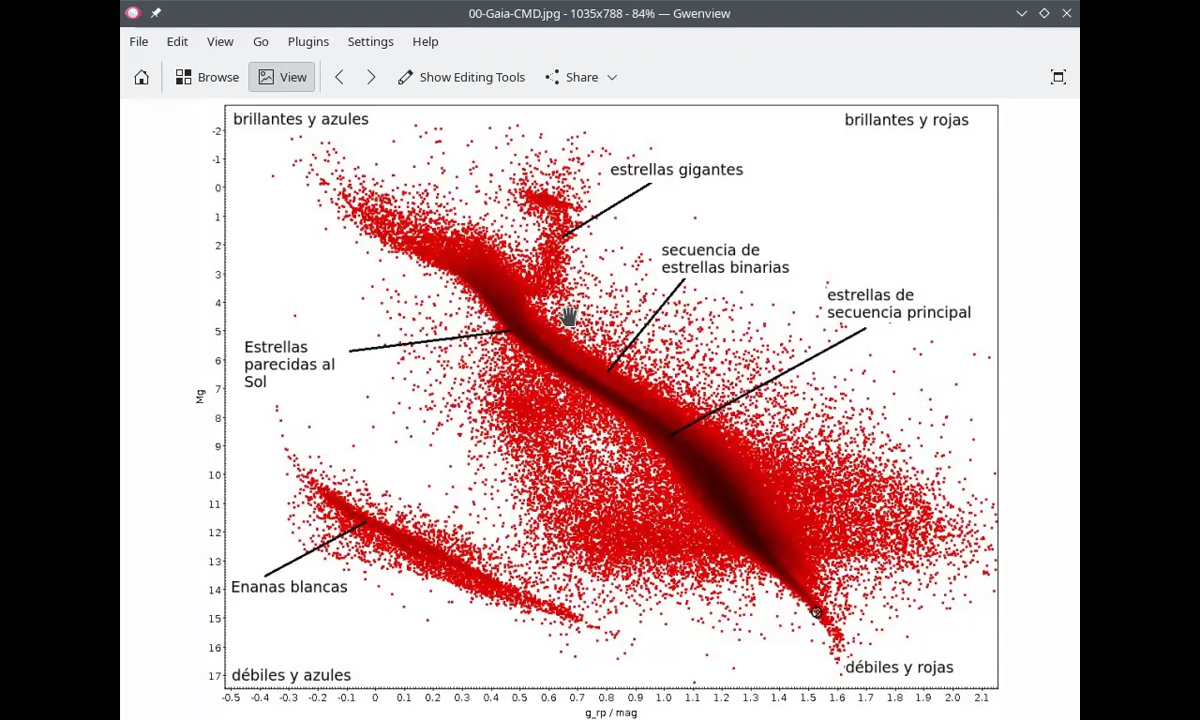 00-Gaia-CMD.jpg - 1035x788 - 84% — Gwenview
File Edit View Go Plugins Settings Help
Browse View Show Editing Tools Share
brillantes y azules
brillantes y rojas
estrellas gigantes
secuencia de
estrellas binarias
estrellas de
secuencia principal
Estrellas
parecidas al
Sol
Enanas blancas
débiles y azules
débiles y rojas
Mg
-2
-1
0
1
2
3
4
5
6
7
8
9
10
11
12
13
14
15
16
17
-0.5 -0.4 -0.3 -0.2 -0.1 0 0.1 0.2 0.3 0.4 0.5 0.6 0.7 0.8 0.9 1.0 1.1 1.2 1.3 1.4 1.5 1.6 1.7 1.8 1.9 2.0 2.1
g_rp / mag